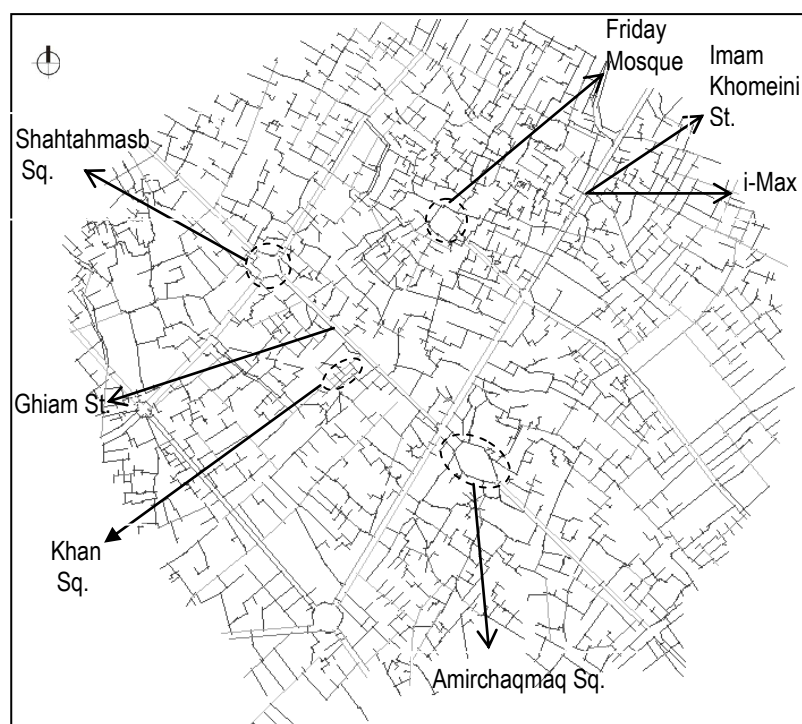 Friday
Mosque
Imam
Khomeini
St.
i-Max
Shahtahmasb
Sq.
Ghiam St.
Khan
Sq.
Amirchaqmaq Sq.